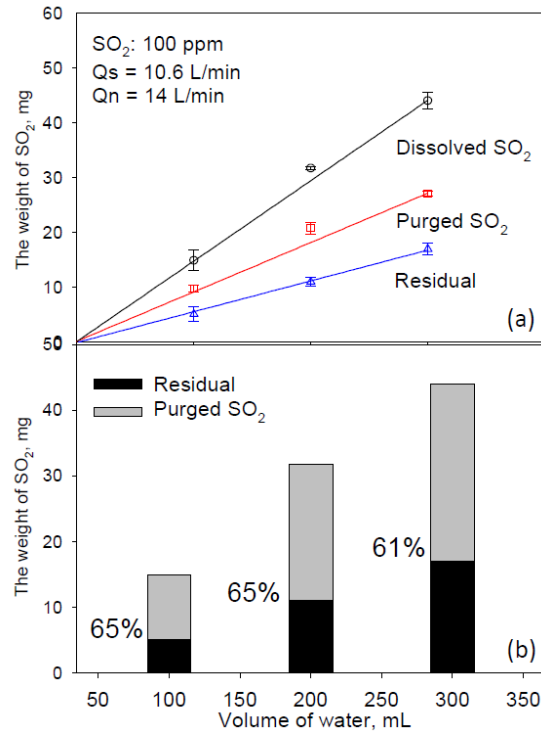 60
50
40
30
20
10
0
The weight of SO2, mg
SO2: 100 ppm
Qs = 10.6 L/min
Qn = 14 L/min
Dissolved SO2
Purged SO2
Residual
(a)
50
40
30
20
10
0
The weight of SO2, mg
Residual
Purged SO2
65%
65%
61%
(b)
50 100 150 200 250 300 350
Volume of water, mL